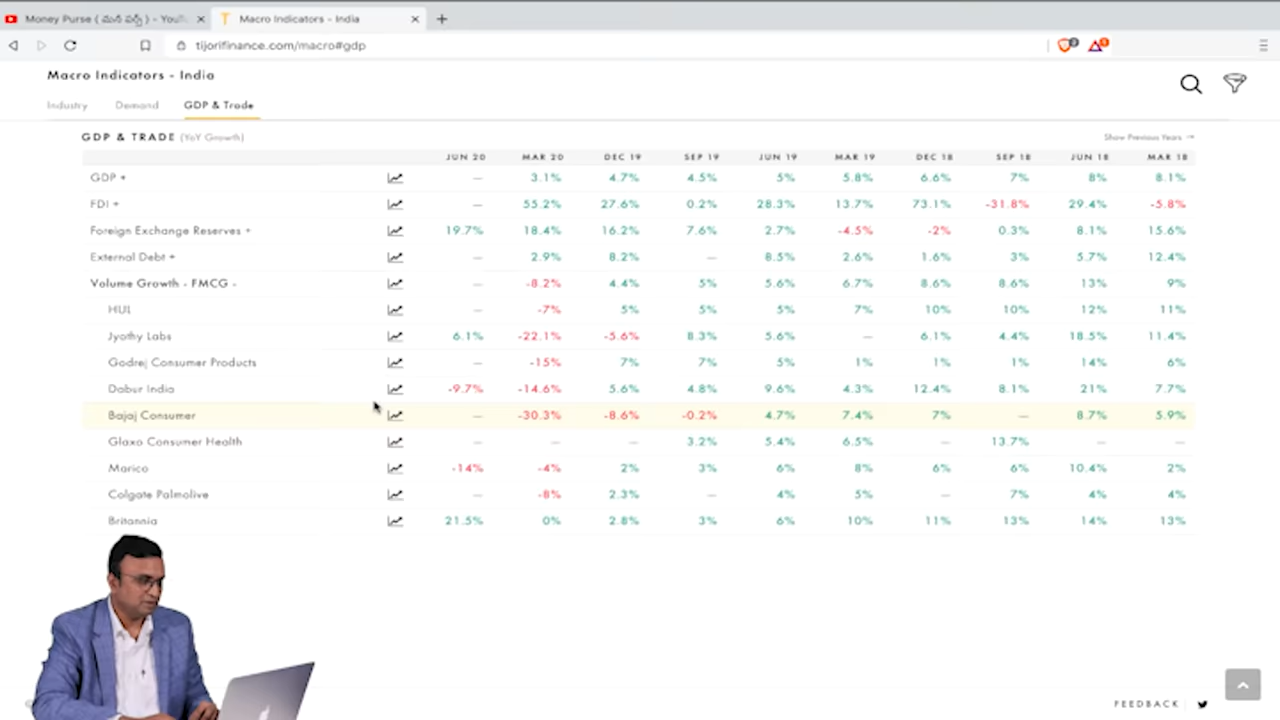 Money Purse ( మనీ పర్స్ ) - YouTu
Macro Indicators - India
tijorifinance.com/macro#gdp
Macro Indicators - India
Industry Demand GDP & Trade
GDP & TRADE (YoY Growth) Show Previous Years →
JUN 20 MAR 20 DEC 19 SEP 19 JUN 19 MAR 19 DEC 18 SEP 18 JUN 18 MAR 18
GDP + — 3.1% 4.7% 4.5% 5% 5.8% 6.6% 7% 8% 8.1%
FDI + — 55.2% 27.6% 0.2% 28.3% 13.7% 73.1% -31.8% 29.4% -5.8%
Foreign Exchange Reserves + 19.7% 18.4% 16.2% 7.6% 2.7% -4.5% -2% 0.3% 8.1% 15.6%
External Debt + — 2.9% 8.2% — 8.5% 2.6% 1.6% 3% 5.7% 12.4%
Volume Growth - FMCG - — -8.2% 4.4% 5% 5.6% 6.7% 8.6% 8.6% 13% 9%
HUL — -7% 5% 5% 5% 7% 10% 10% 12% 11%
Jyothy Labs 6.1% -22.1% -5.6% 8.3% 5.6% — 6.1% 4.4% 18.5% 11.4%
Godrej Consumer Products — -15% 7% 7% 5% 1% 1% 1% 14% 6%
Dabur India -9.7% -14.6% 5.6% 4.8% 9.6% 4.3% 12.4% 8.1% 21% 7.7%
Bajaj Consumer — -30.3% -8.6% -0.2% 4.7% 7.4% 7% — 8.7% 5.9%
Glaxo Consumer Health — — — 3.2% 5.4% 6.5% — 13.7% — —
Marico -14% -4% 2% 3% 6% 8% 6% 6% 10.4% 2%
Colgate Palmolive — -8% 2.3% — 4% 5% — 7% 4% 4%
Britannia 21.5% 0% 2.8% 3% 6% 10% 11% 13% 14% 13%
FEEDBACK